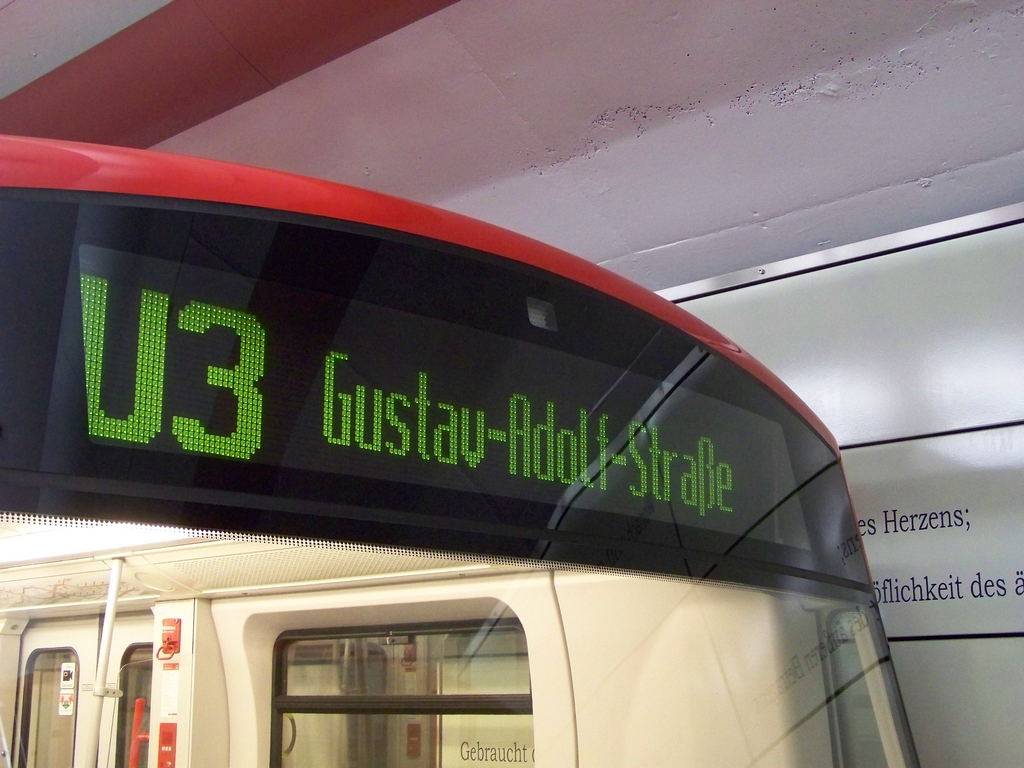 U3 Gustav-Adolf-Straße
es Herzens;
öflichkeit des
Gebraucht